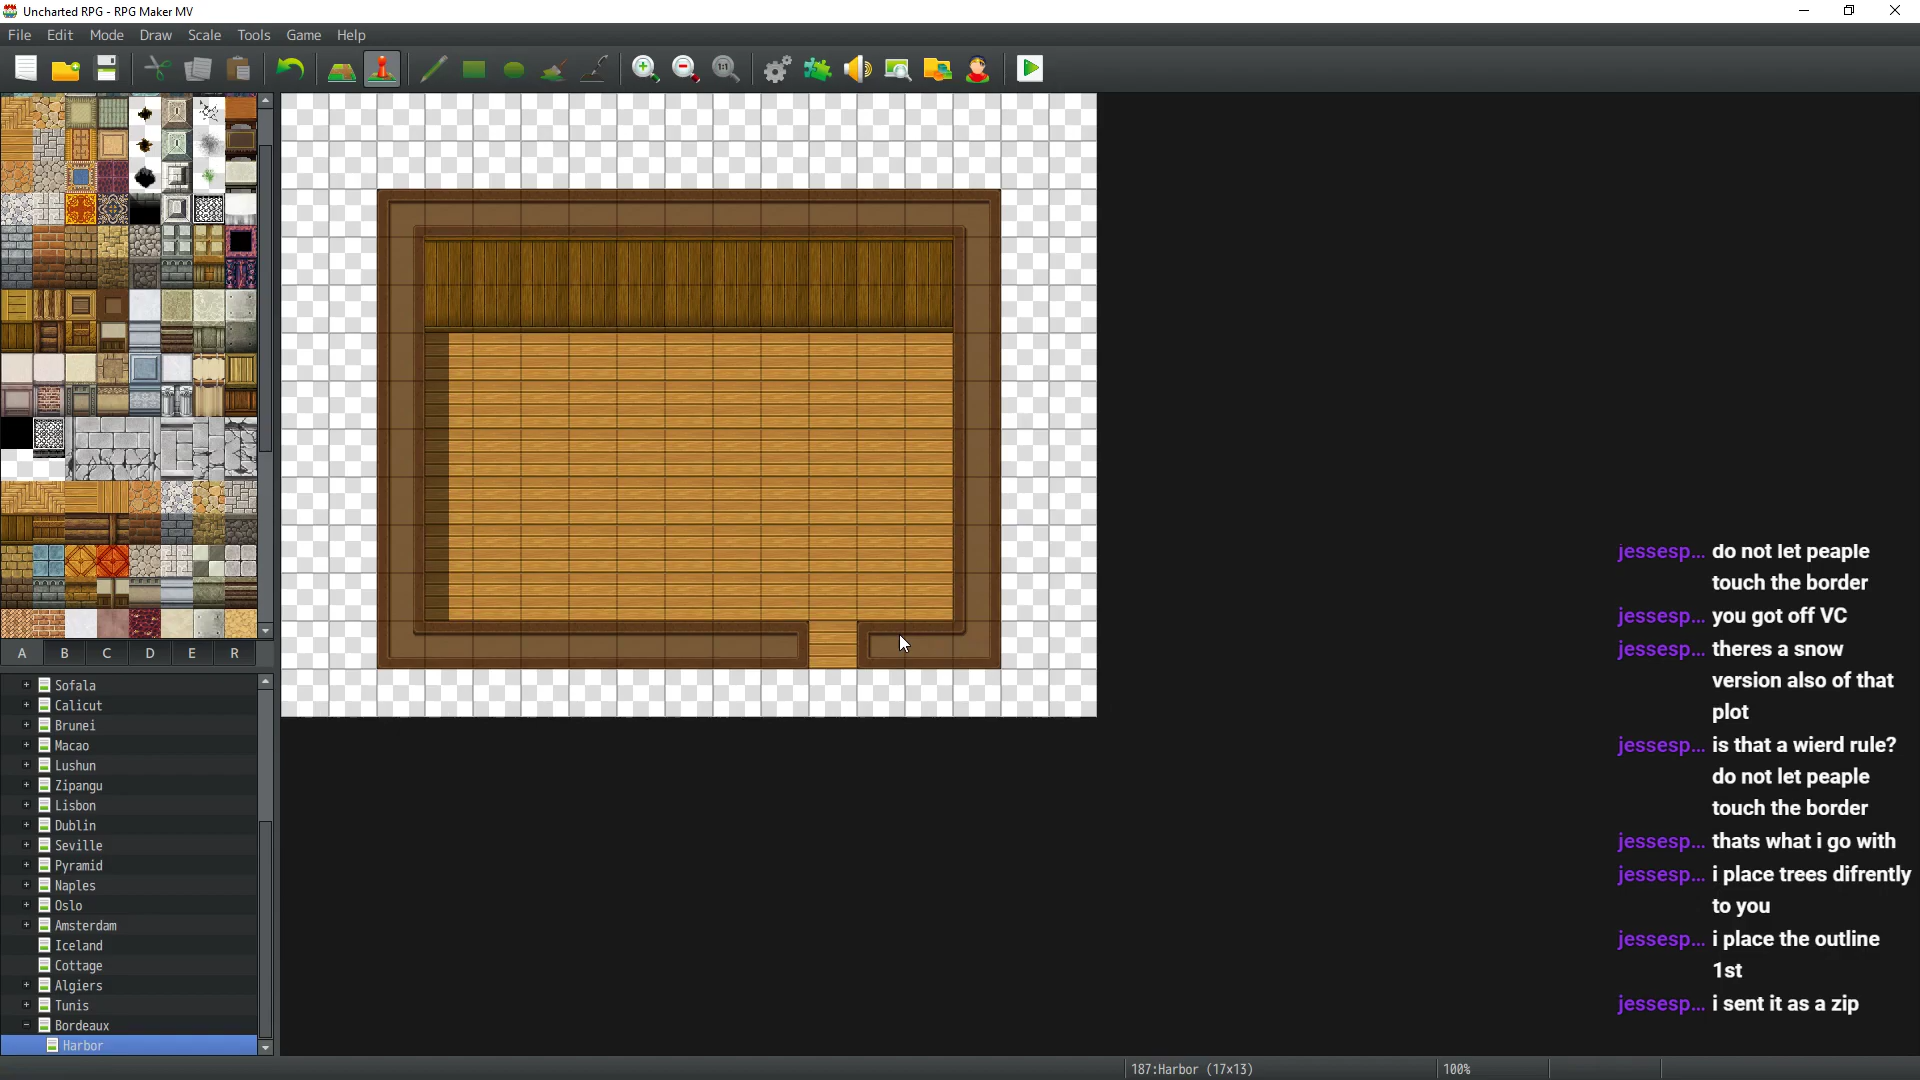 Uncharted RPG - RPG Maker MV
File Edit Mode Draw Scale Tools Game Help
1:1
A B C D E R
Sofala
Calicut
Brunei
Macao
Lushun
Zipangu
Lisbon
Dublin
Seville
Pyramid
Naples
Oslo
Amsterdam
Iceland
Cottage
Algiers
Tunis
Bordeaux
Harbor
jessesp... do not let peaple
touch the border
jessesp... you got off VC
jessesp... theres a snow
version also of that
plot
jessesp... is that a wierd rule?
do not let peaple
touch the border
jessesp... thats what i go with
jessesp... i place trees difrently
to you
jessesp... i place the outline
1st
jessesp... i sent it as a zip
187:Harbor (17x13) 100%